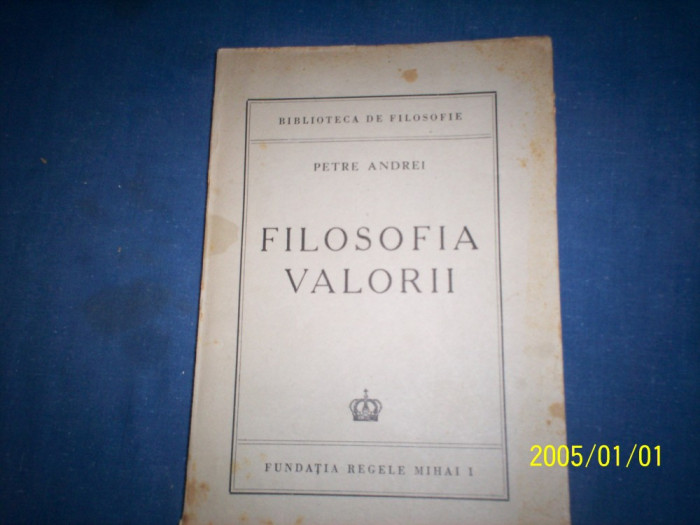 BIBLIOTECA DE FILOSOFIE
PETRE ANDREI
FILOSOFIA
VALORII
FUNDAȚIA REGELE MIHAI I
2005/01/01